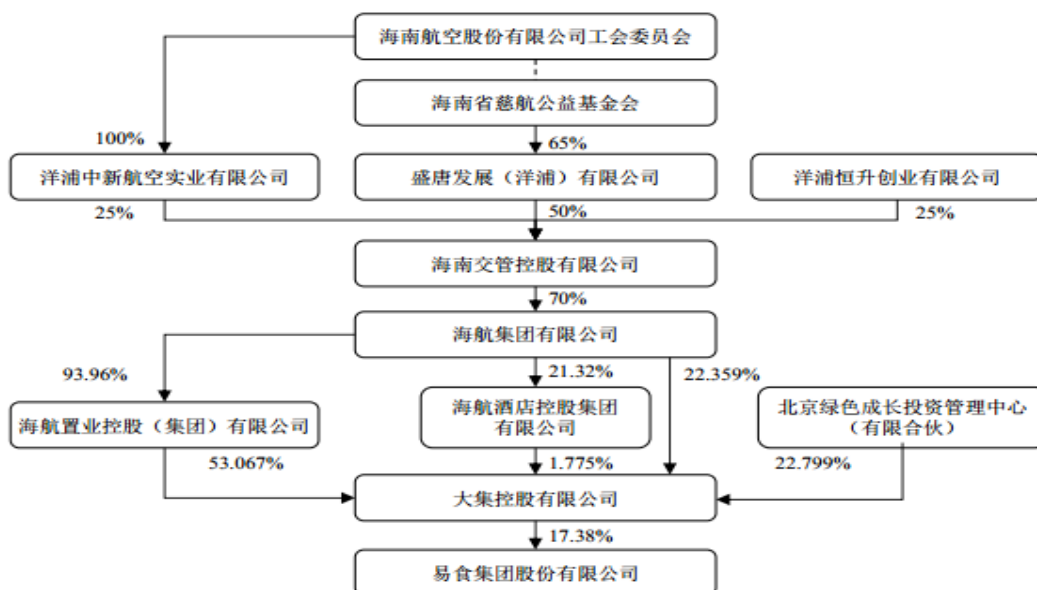 海南航空股份有限公司工会委员会
海南省慈航公益基金会
100%
65%
洋浦中新航空实业有限公司
盛唐发展（洋浦）有限公司
洋浦恒升创业有限公司
25%
50%
25%
海南交管控股有限公司
70%
海航集团有限公司
93.96%
21.32%
22.359%
海航置业控股（集团）有限公司
海航酒店控股集团
有限公司
北京绿色成长投资管理中心
（有限合伙）
53.067%
1.775%
22.799%
大集控股有限公司
17.38%
易食集团股份有限公司